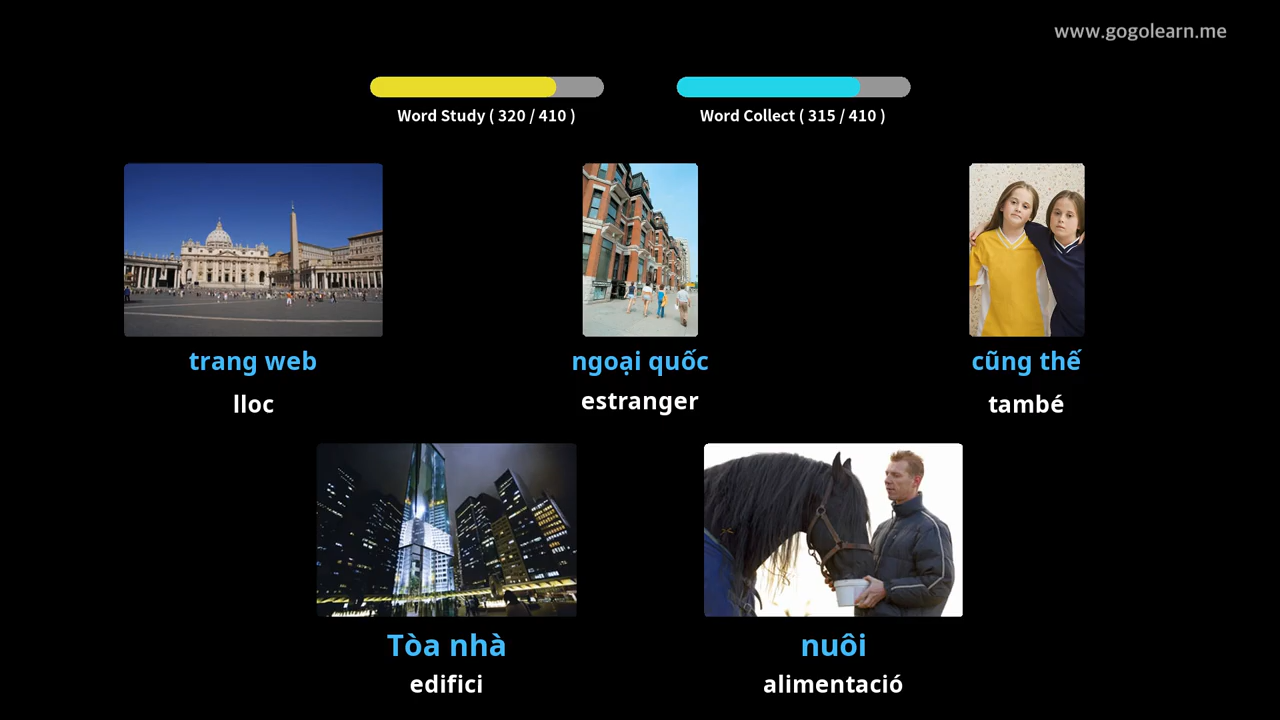 www.gogolearn.me
Word Study ( 320 / 410 )
Word Collect ( 315 / 410 )
trang web
lloc
ngoại quốc
estranger
cũng thế
també
Tòa nhà
edifici
nuôi
alimentació